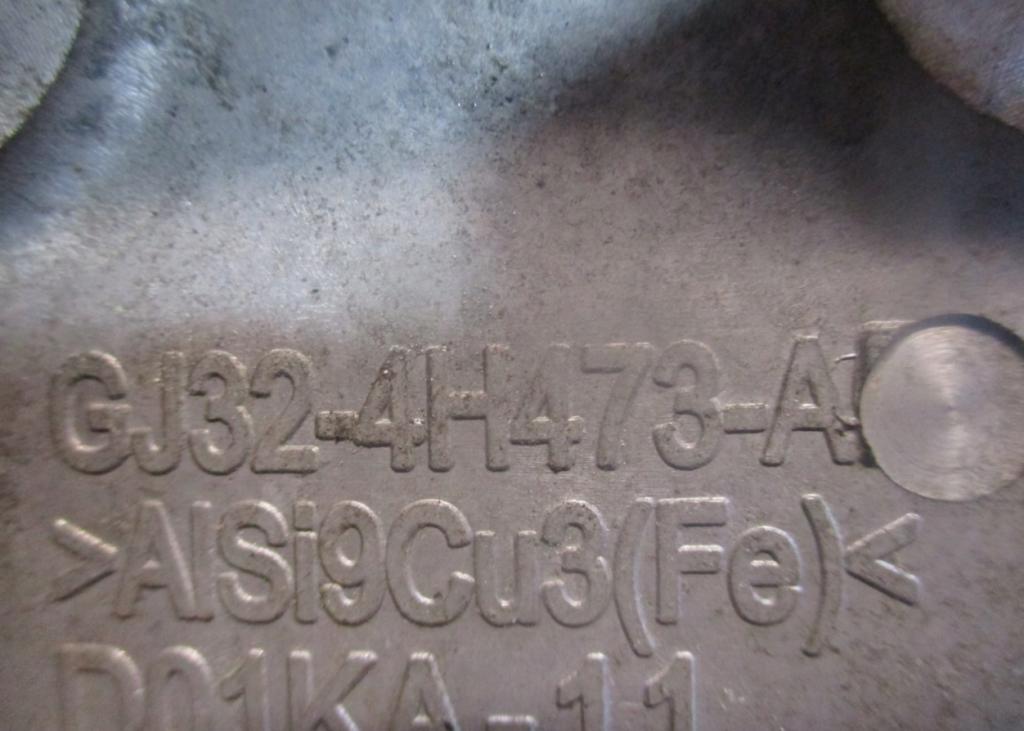 GJ32-4H473-A
>AlSi9Cu3(Fe)<
D01KA-11